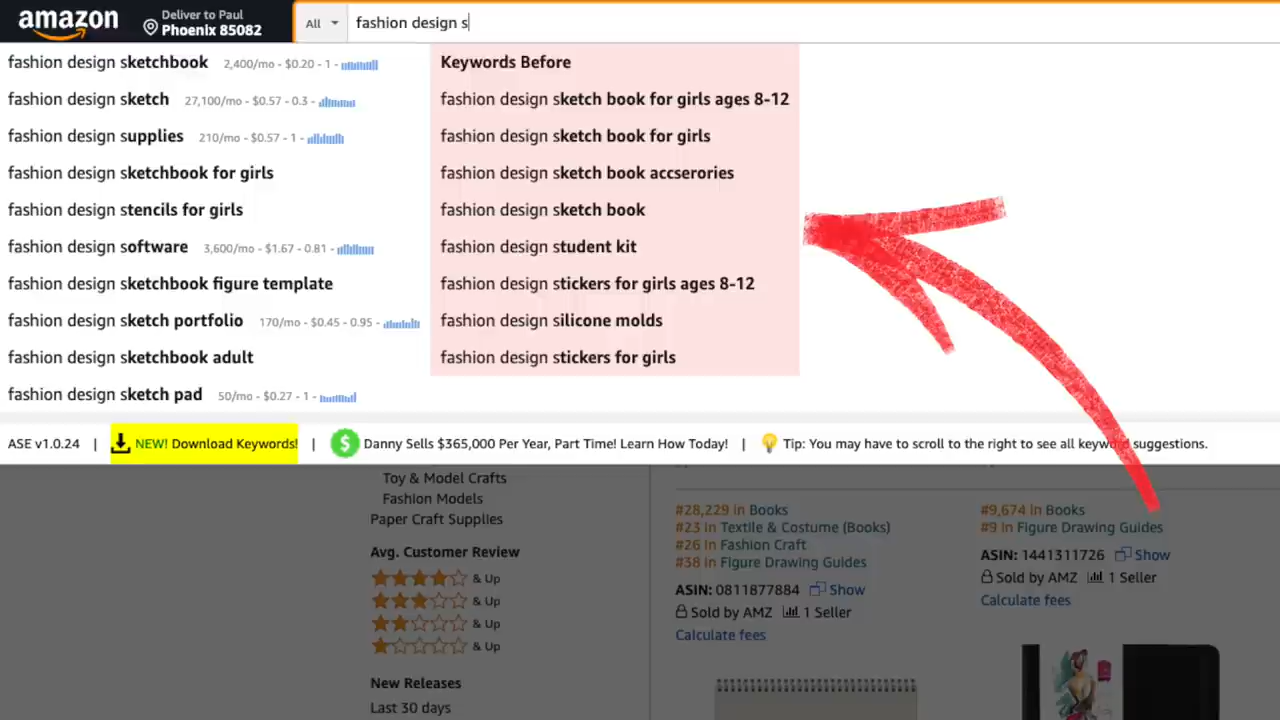 amazon
Deliver to Paul
Phoenix 85082
All
fashion design s
fashion design sketchbook 2,400/mo - $0.20 - 1 -
fashion design sketch 27,100/mo - $0.57 - 0.3 -
fashion design supplies 210/mo - $0.57 - 1 -
fashion design sketchbook for girls
fashion design stencils for girls
fashion design software 3,600/mo - $1.67 - 0.81 -
fashion design sketchbook figure template
fashion design sketch portfolio 170/mo - $0.45 - 0.95 -
fashion design sketchbook adult
fashion design sketch pad 50/mo - $0.27 - 1 -
Keywords Before
fashion design sketch book for girls ages 8-12
fashion design sketch book for girls
fashion design sketch book accserories
fashion design sketch book
fashion design student kit
fashion design stickers for girls ages 8-12
fashion design silicone molds
fashion design stickers for girls
ASE v1.0.24 | NEW! Download Keywords! | $ Danny Sells $365,000 Per Year, Part Time! Learn How Today! | Tip: You may have to scroll to the right to see all keyword suggestions.
Toy & Model Crafts
Fashion Models
Paper Craft Supplies
Avg. Customer Review
& Up
& Up
& Up
& Up
New Releases
Last 30 days
#28,229 in Books
#23 in Textile & Costume (Books)
#26 in Fashion Craft
#38 in Figure Drawing Guides
ASIN: 0811877884 Show
Sold by AMZ 1 Seller
Calculate fees
#9,674 in Books
#9 in Figure Drawing Guides
ASIN: 1441311726 Show
Sold by AMZ 1 Seller
Calculate fees